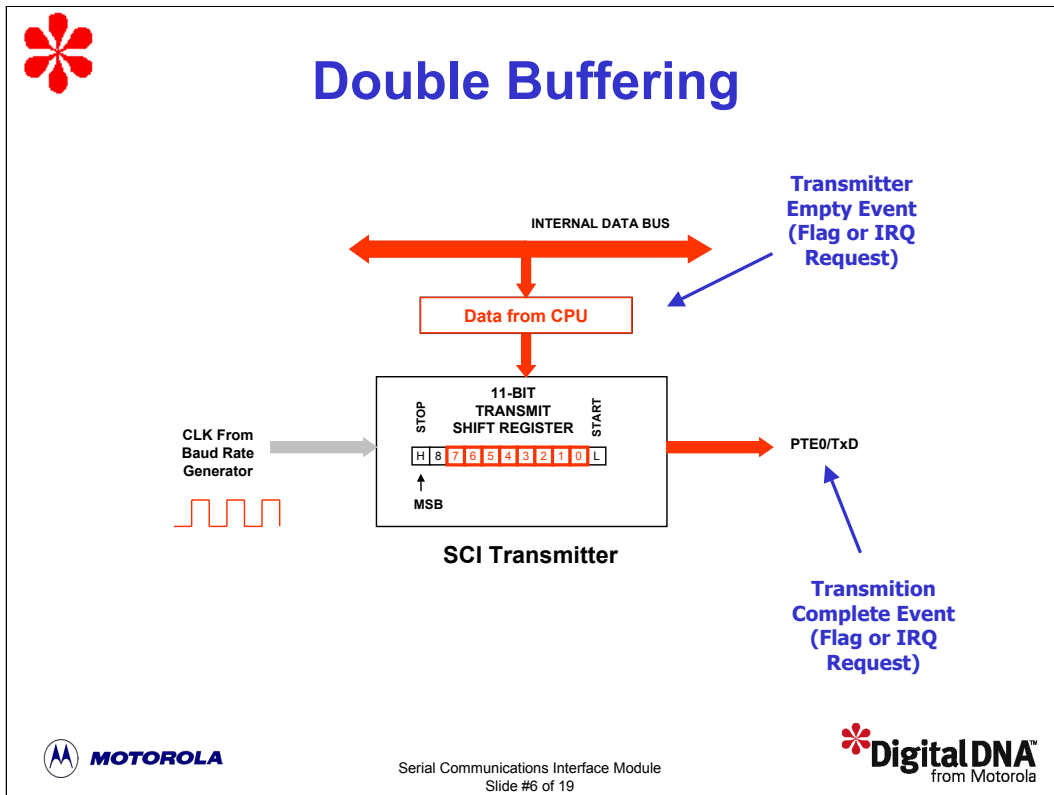 Double Buffering
Transmitter
Empty Event
(Flag or IRQ
Request)
INTERNAL DATA BUS
Data from CPU
11-BIT
TRANSMIT
SHIFT REGISTER
STOP
START
H 8 7 6 5 4 3 2 1 0 L
MSB
CLK From
Baud Rate
Generator
PTE0/TxD
SCI Transmitter
Transmition
Complete Event
(Flag or IRQ
Request)
MOTOROLA
Serial Communications Interface Module
Slide #6 of 19
DigitalDNA™
from Motorola